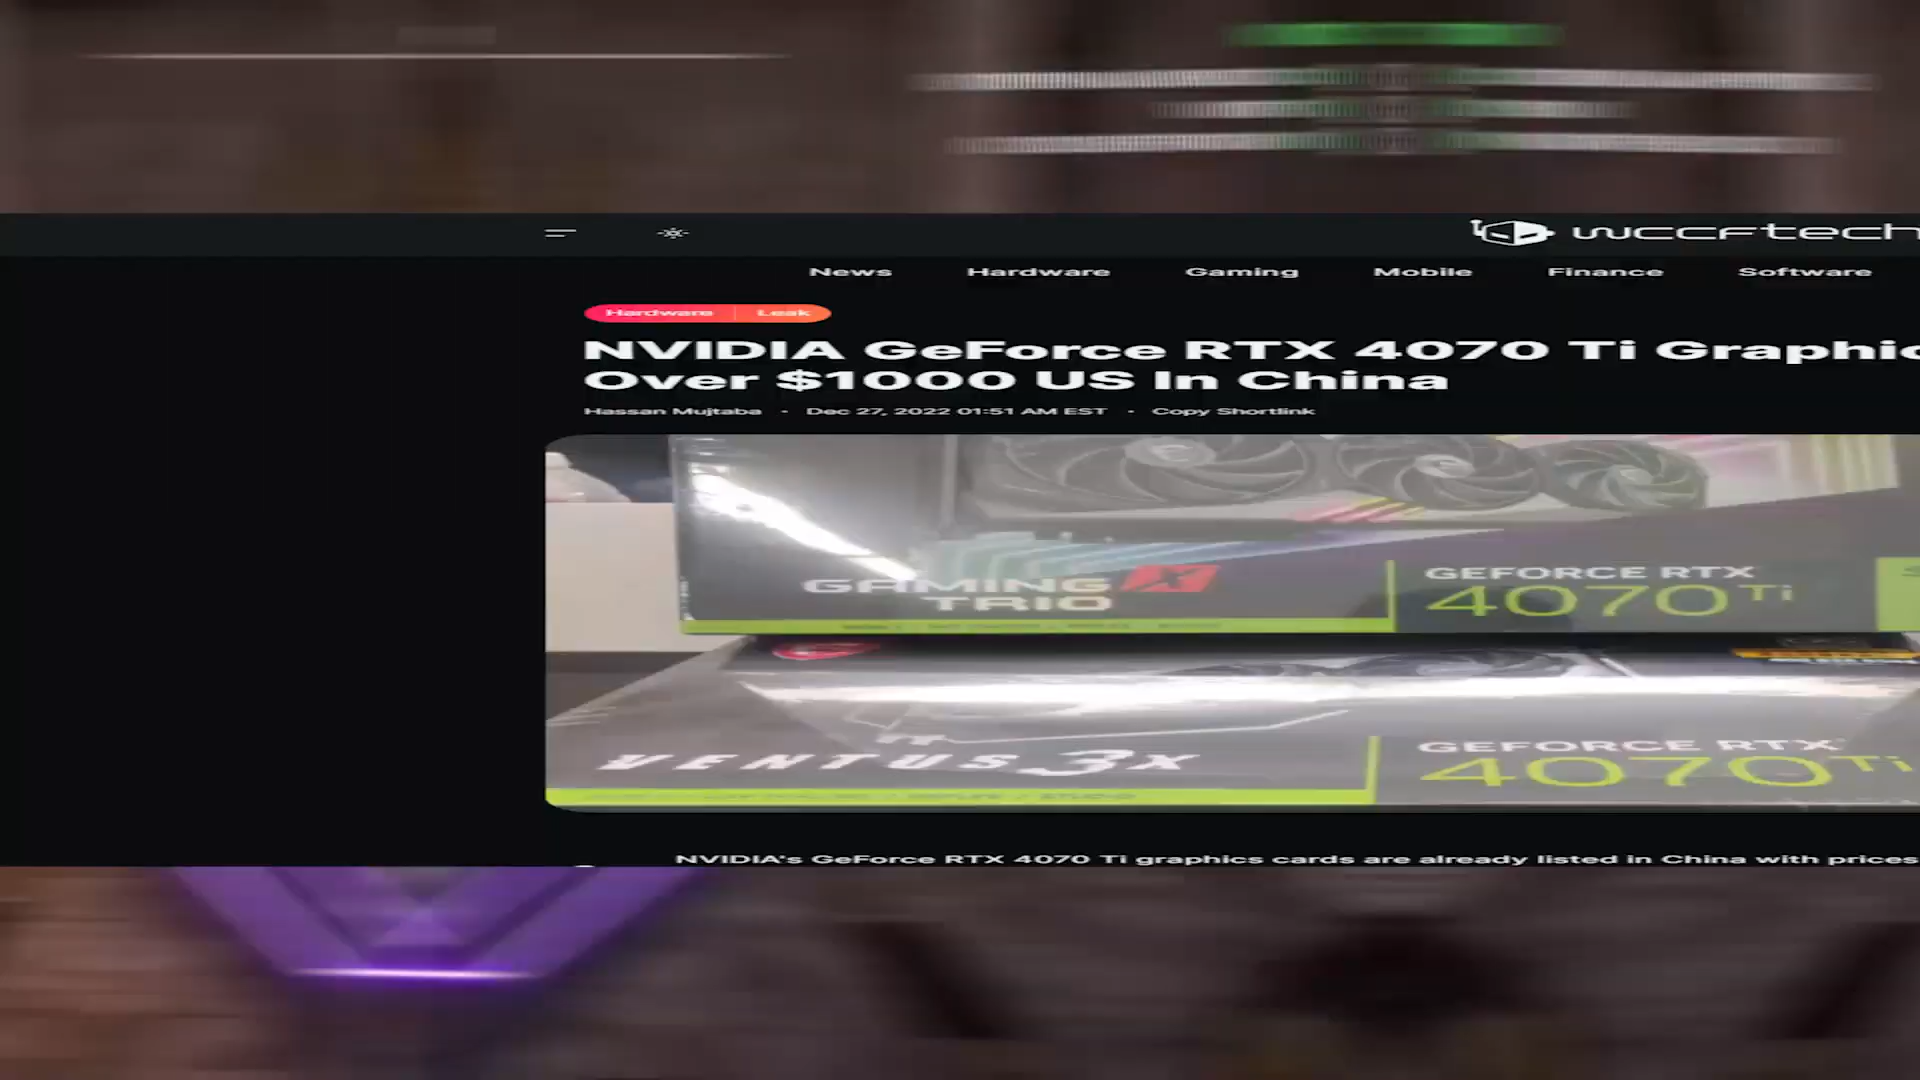 wccftech
News Hardware Gaming Mobile Finance Software
Hardware Leak
NVIDIA GeForce RTX 4070 Ti Graphic
Over $1000 US In China
Hassan Mujtaba • Dec 27, 2022 01:51 AM EST • Copy Shortlink
GAMING X
TRIO
GEFORCE RTX
4070 Ti
VENTUS 3X
GEFORCE RTX
4070 Ti
NVIDIA's GeForce RTX 4070 Ti graphics cards are already listed in China with prices